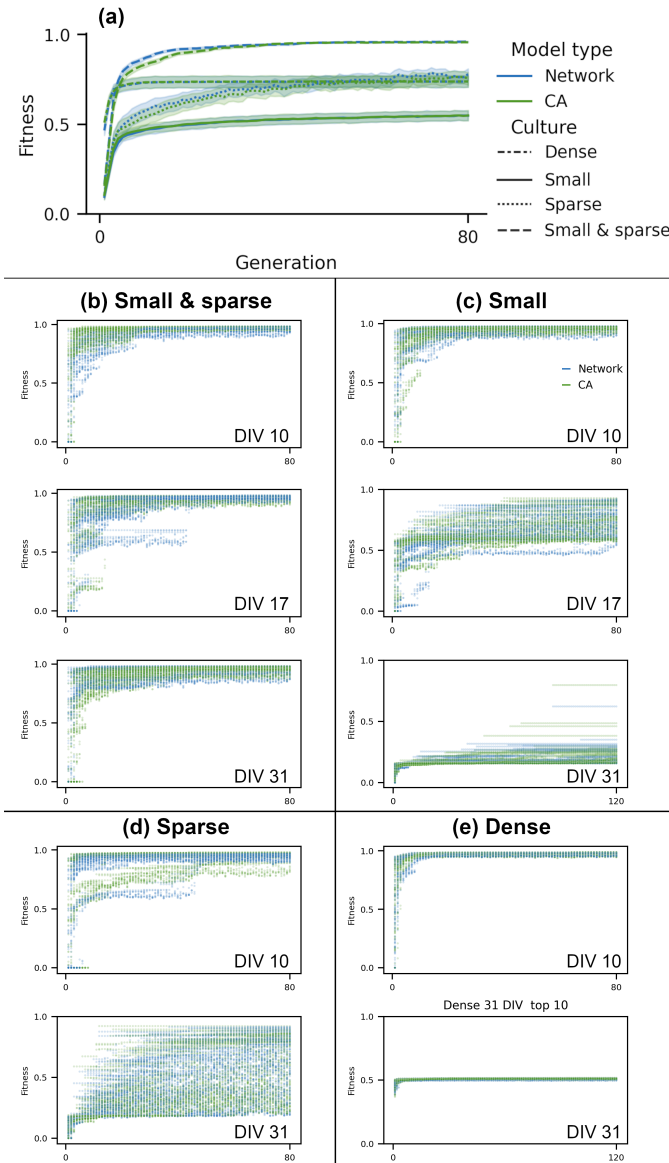 (a)
1.0
0.5
0.0
Fitness
0
80
Generation
Model type
Network
CA
Culture
Dense
Small
Sparse
Small & sparse
(b) Small & sparse
1.0
0.5
0.0
Fitness
DIV 10
0
80
1.0
0.5
0.0
Fitness
DIV 17
0
80
1.0
0.5
0.0
Fitness
DIV 31
0
80
(c) Small
1.0
0.5
0.0
Fitness
Network
CA
DIV 10
0
80
1.0
0.5
0.0
Fitness
DIV 17
0
80
1.0
0.5
0.0
Fitness
DIV 31
0
120
(d) Sparse
1.0
0.5
0.0
Fitness
DIV 10
0
80
1.0
0.5
0.0
Fitness
DIV 31
0
80
(e) Dense
1.0
0.5
0.0
Fitness
DIV 10
0
80
Dense 31 DIV top 10
1.0
0.5
0.0
Fitness
DIV 31
0
120